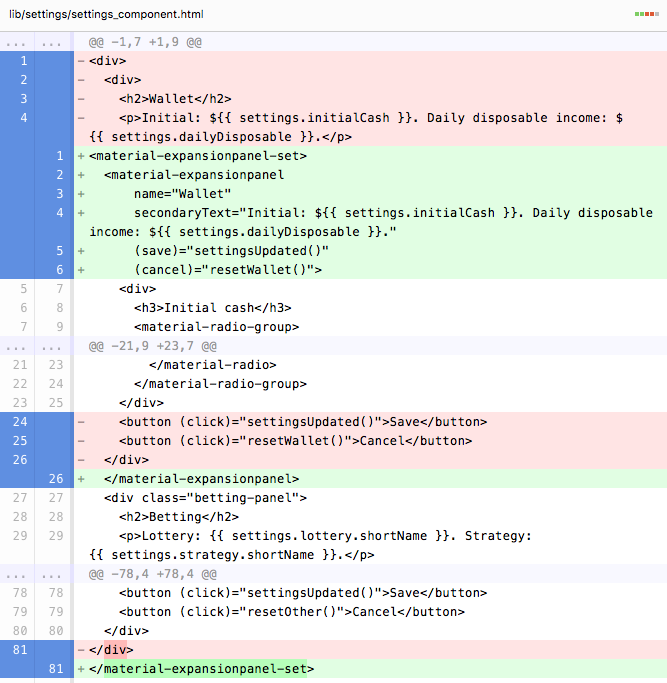 lib/settings/settings_component.html
... ... @@ -1,7 +1,9 @@
1 - <div>
2 -   <div>
3 -     <h2>Wallet</h2>
4 -     <p>Initial: ${{ settings.initialCash }}. Daily disposable income: $
{{ settings.dailyDisposable }}.</p>
1 + <material-expansionpanel-set>
2 +   <material-expansionpanel
3 +       name="Wallet"
4 +       secondaryText="Initial: ${{ settings.initialCash }}. Daily disposable
income: ${{ settings.dailyDisposable }}."
5 +       (save)="settingsUpdated()"
6 +       (cancel)="resetWallet()">
5 7     <div>
6 8       <h3>Initial cash</h3>
7 9       <material-radio-group>
... ... @@ -21,9 +23,7 @@
21 23         </material-radio>
22 24       </material-radio-group>
23 25     </div>
24 -     <button (click)="settingsUpdated()">Save</button>
25 -     <button (click)="resetWallet()">Cancel</button>
26 -   </div>
26 +   </material-expansionpanel>
27 27   <div class="betting-panel">
28 28     <h2>Betting</h2>
29 29     <p>Lottery: {{ settings.lottery.shortName }}. Strategy:
{{ settings.strategy.shortName }}.</p>
... ... @@ -78,4 +78,4 @@
78 78     <button (click)="settingsUpdated()">Save</button>
79 79     <button (click)="resetOther()">Cancel</button>
80 80   </div>
81 - </div>
81 + </material-expansionpanel-set>